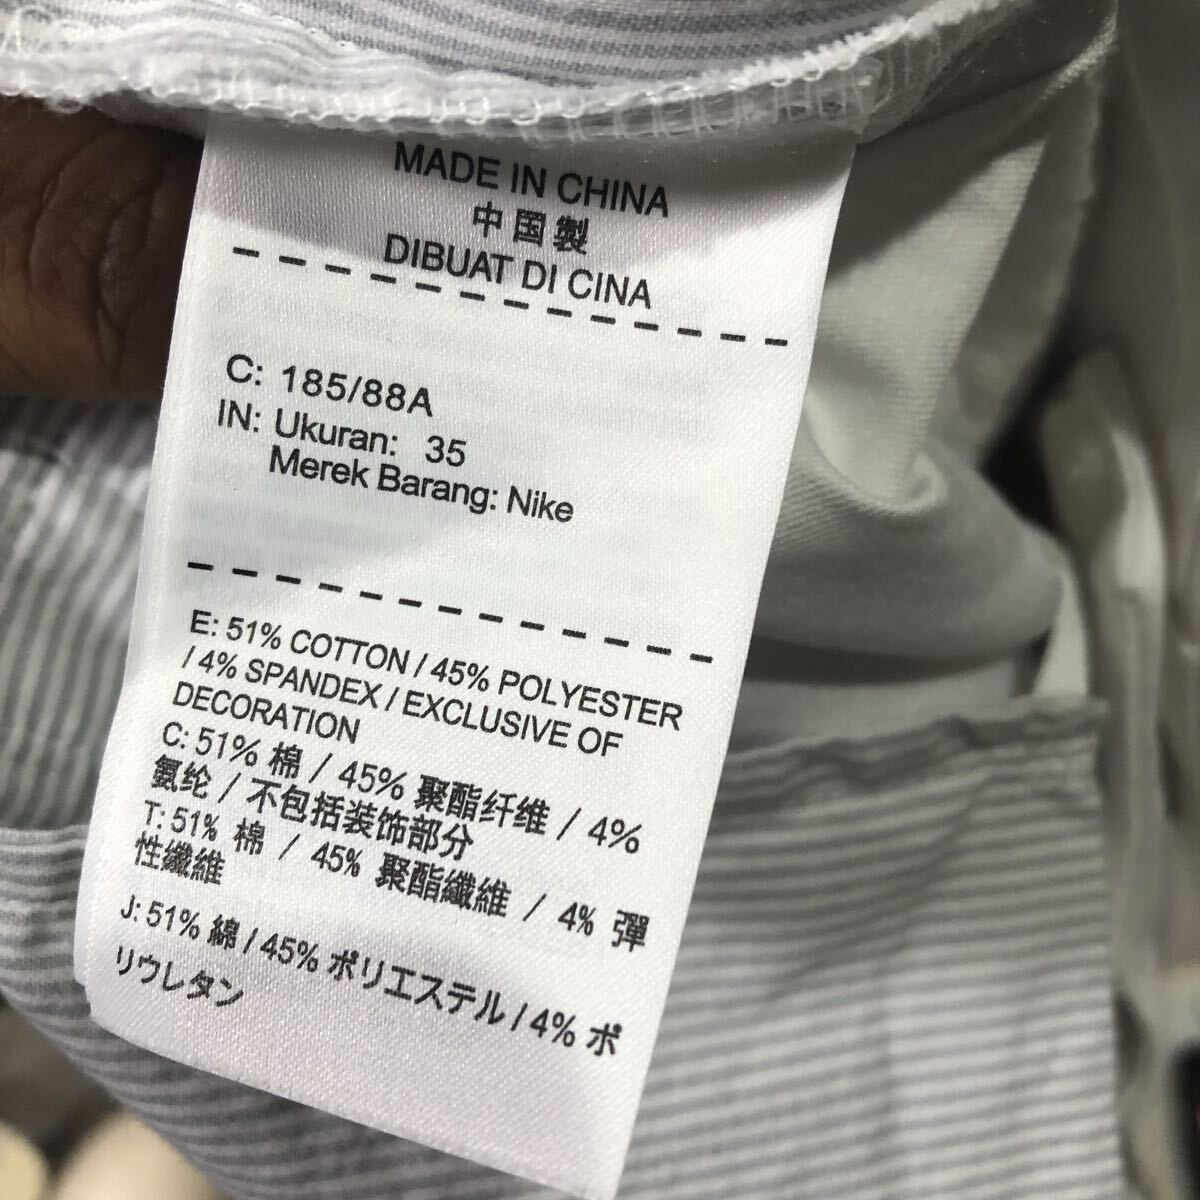 MADE IN CHINA
中国製
DIBUAT DI CINA
C: 185/88A
IN: Ukuran: 35
Merek Barang: Nike
E: 51% COTTON / 45% POLYESTER
/ 4% SPANDEX / EXCLUSIVE OF
DECORATION
C: 51% 棉 / 45% 聚酯纤维 / 4%
氨纶 / 不包括装饰部分
T: 51% 棉 / 45% 聚酯纖維 / 4% 彈
性纖維
J: 51% 綿 / 45% ポリエステル / 4% ポ
リウレタン